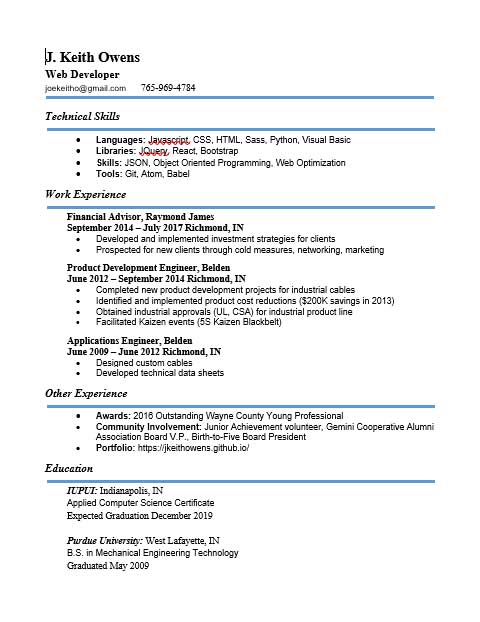 J. Keith Owens
Web Developer
joekeitho@gmail.com 765-969-4784
Technical Skills
• Languages: Javascript, CSS, HTML, Sass, Python, Visual Basic
• Libraries: JQuery, React, Bootstrap
• Skills: JSON, Object Oriented Programming, Web Optimization
• Tools: Git, Atom, Babel
Work Experience
Financial Advisor, Raymond James
September 2014 – July 2017 Richmond, IN
• Developed and implemented investment strategies for clients
• Prospected for new clients through cold measures, networking, marketing
Product Development Engineer, Belden
June 2012 – September 2014 Richmond, IN
• Completed new product development projects for industrial cables
• Identified and implemented product cost reductions ($200K savings in 2013)
• Obtained industrial approvals (UL, CSA) for industrial product line
• Facilitated Kaizen events (5S Kaizen Blackbelt)
Applications Engineer, Belden
June 2009 – June 2012 Richmond, IN
• Designed custom cables
• Developed technical data sheets
Other Experience
• Awards: 2016 Outstanding Wayne County Young Professional
• Community Involvement: Junior Achievement volunteer, Gemini Cooperative Alumni
Association Board V.P., Birth-to-Five Board President
• Portfolio: https://jkeithowens.github.io/
Education
IUPUI: Indianapolis, IN
Applied Computer Science Certificate
Expected Graduation December 2019
Purdue University: West Lafayette, IN
B.S. in Mechanical Engineering Technology
Graduated May 2009